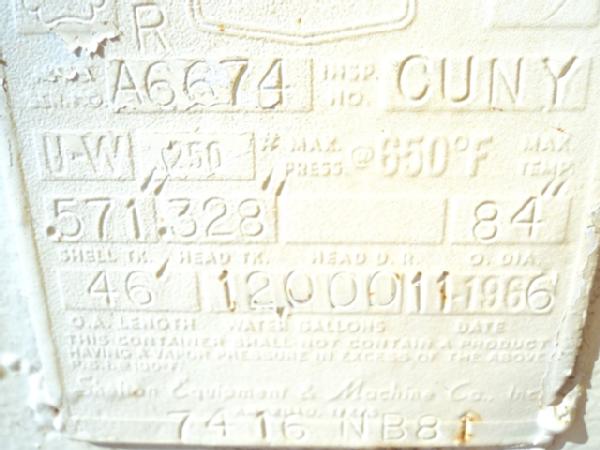 R
A6674 INSP. NO. CUNY
U-W 250 # MAX. PRESS. @ 650°F MAX. TEMP.
.571" .328" 84"
SHELL TK. HEAD TK. HEAD D.R. O. DIA.
46' 12000 11-1966
O.A. LENGTH WATER GALLONS DATE
THIS CONTAINER SHALL NOT CONTAIN A PRODUCT
HAVING A VAPOR PRESSURE IN EXCESS OF THE ABOVE
Equipment & Machine Co., Inc.
7416 NB81